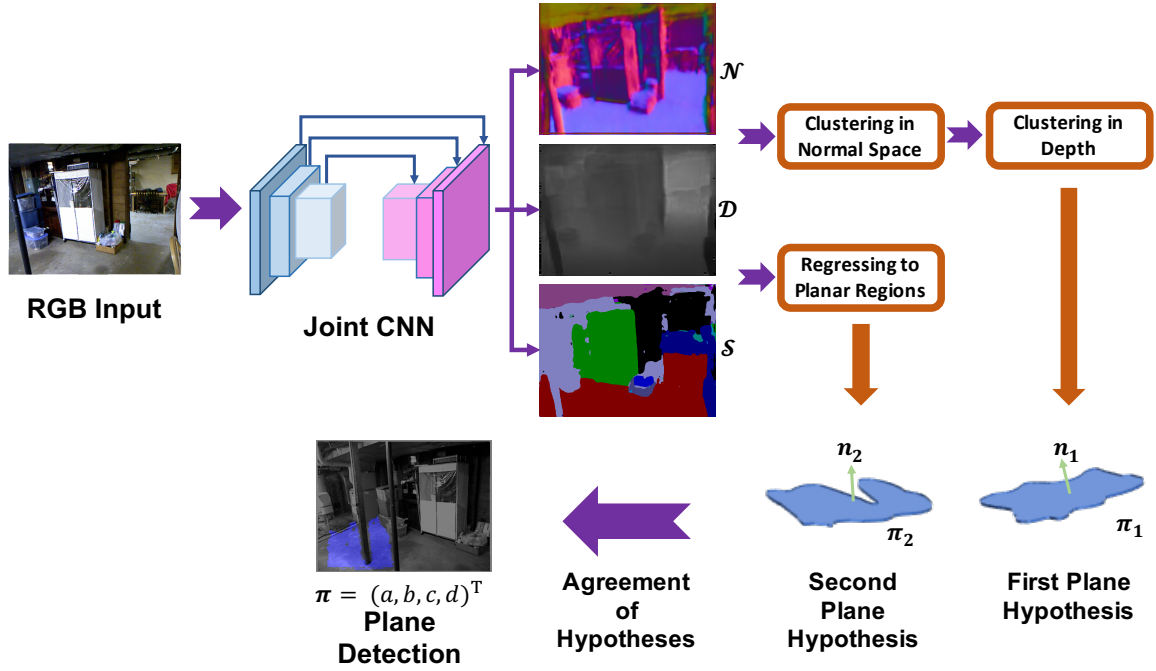 𝒩
Clustering in
Normal Space
Clustering in
Depth
RGB Input
Joint CNN
𝒟
Regressing to
Planar Regions
𝒮
n₂
π₂
n₁
π₁
π = (a, b, c, d)ᵀ
Plane
Detection
Agreement
of
Hypotheses
Second
Plane
Hypothesis
First Plane
Hypothesis